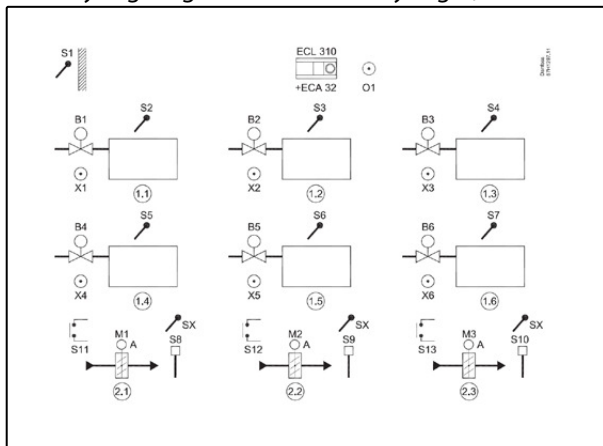 S1
ECL 310
+ECA 32
O1
S2
S3
S4
B1
B2
B3
X1
1.1
X2
1.2
X3
1.3
S5
S6
S7
B4
B5
B6
X4
1.4
X5
1.5
X6
1.6
SX
SX
SX
M1
S8
M2
S9
M3
S10
S11
A
S12
A
S13
A
2.1
2.2
2.3